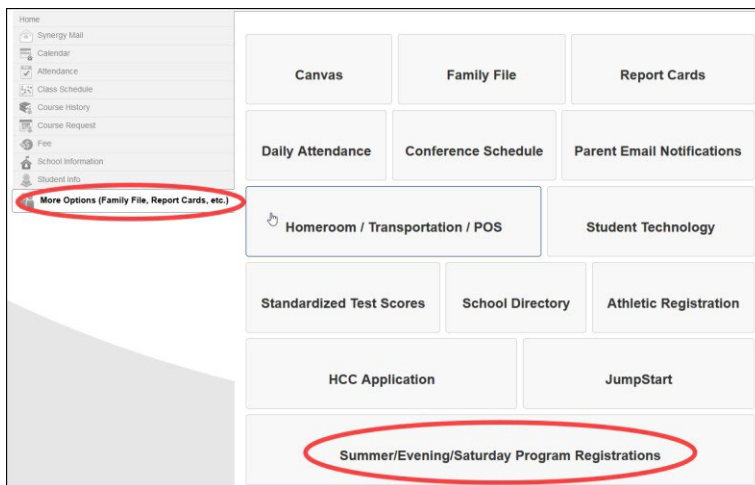 Home
Synergy Mail
Calendar
Attendance
Class Schedule
Course History
Course Request
Fee
School Information
Student Info
More Options (Family File, Report Cards, etc.)
Canvas
Family File
Report Cards
Daily Attendance
Conference Schedule
Parent Email Notifications
Homeroom / Transportation / POS
Student Technology
Standardized Test Scores
School Directory
Athletic Registration
HCC Application
JumpStart
Summer/Evening/Saturday Program Registrations